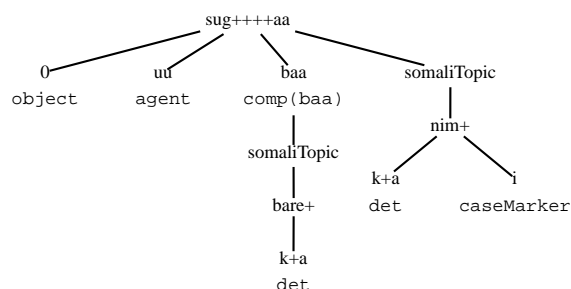 sug++++aa
0 uu baa somaliTopic
object agent comp(baa)
nim+
somaliTopic
k+a i
bare+ det caseMarker
k+a
det